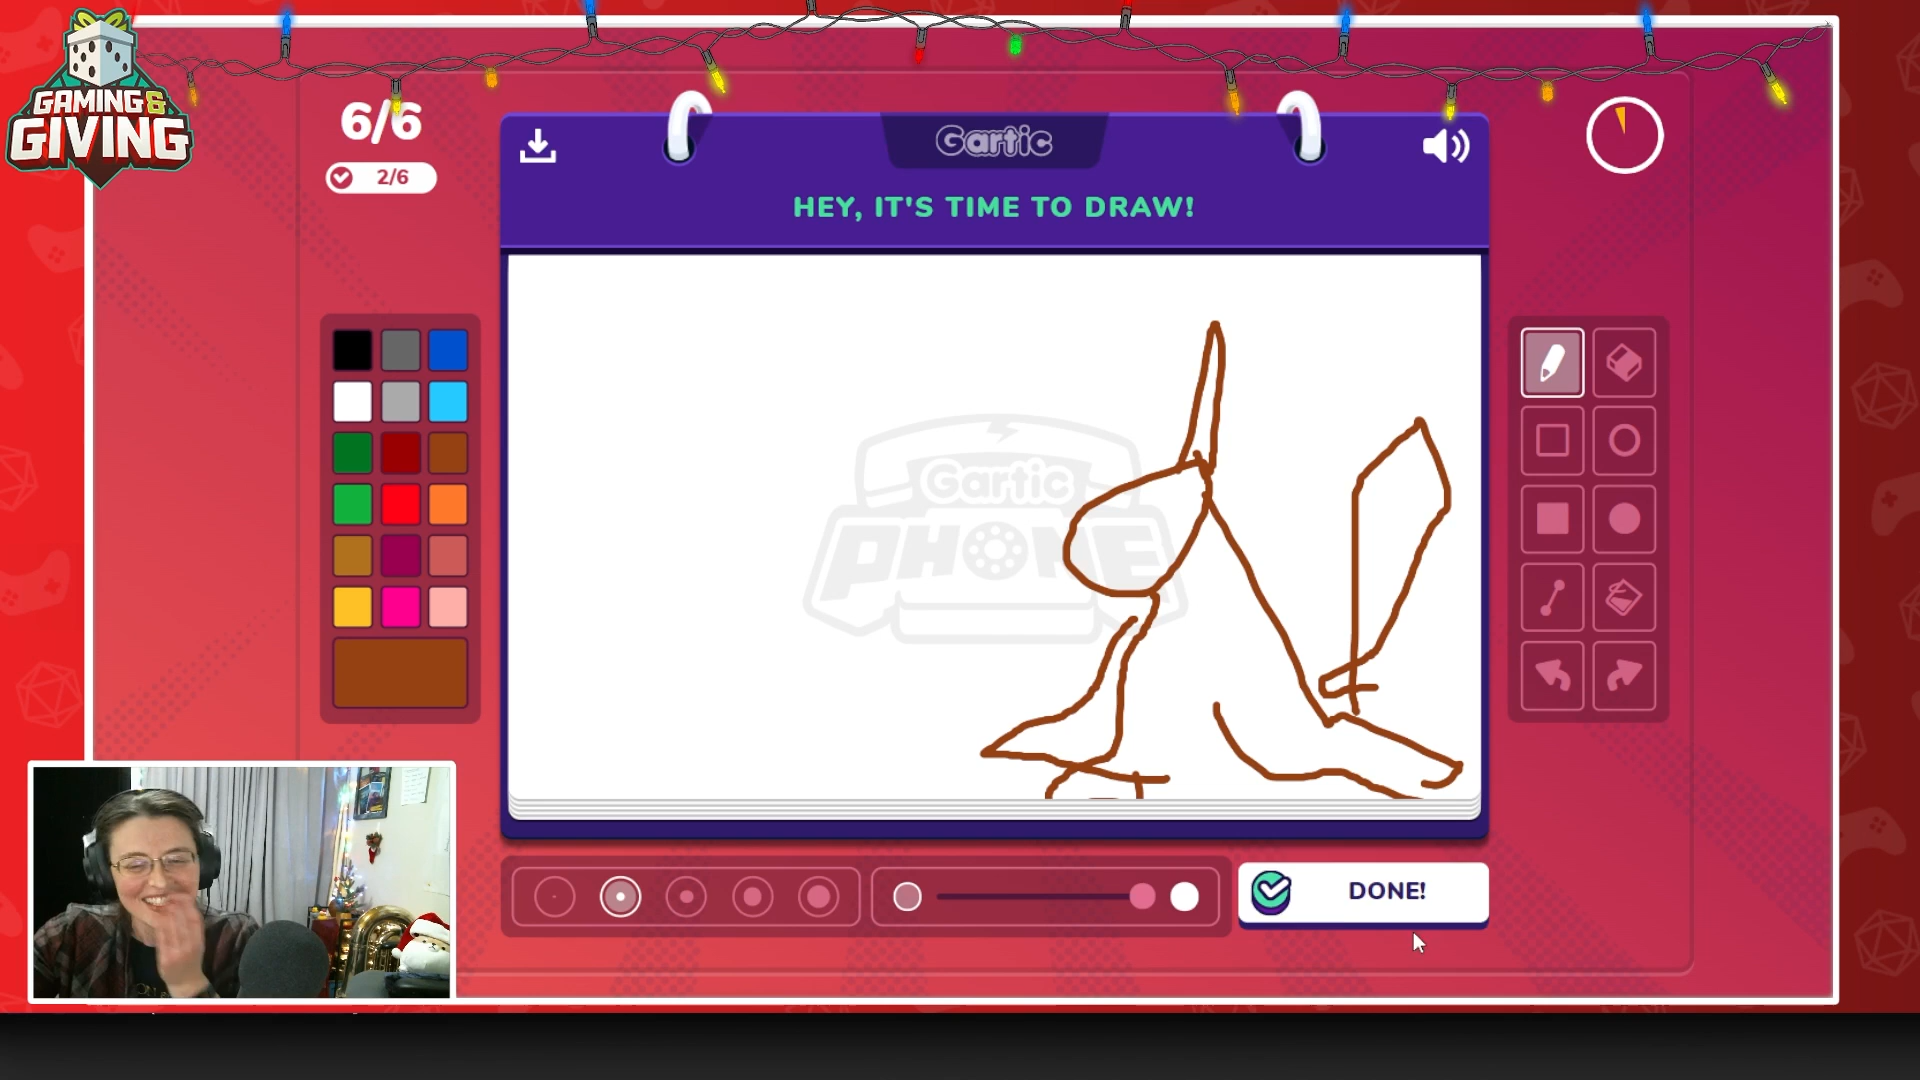 GAMING &
GIVING
6/6
2/6
Gartic
HEY, IT'S TIME TO DRAW!
Gartic
PHONE
DONE!